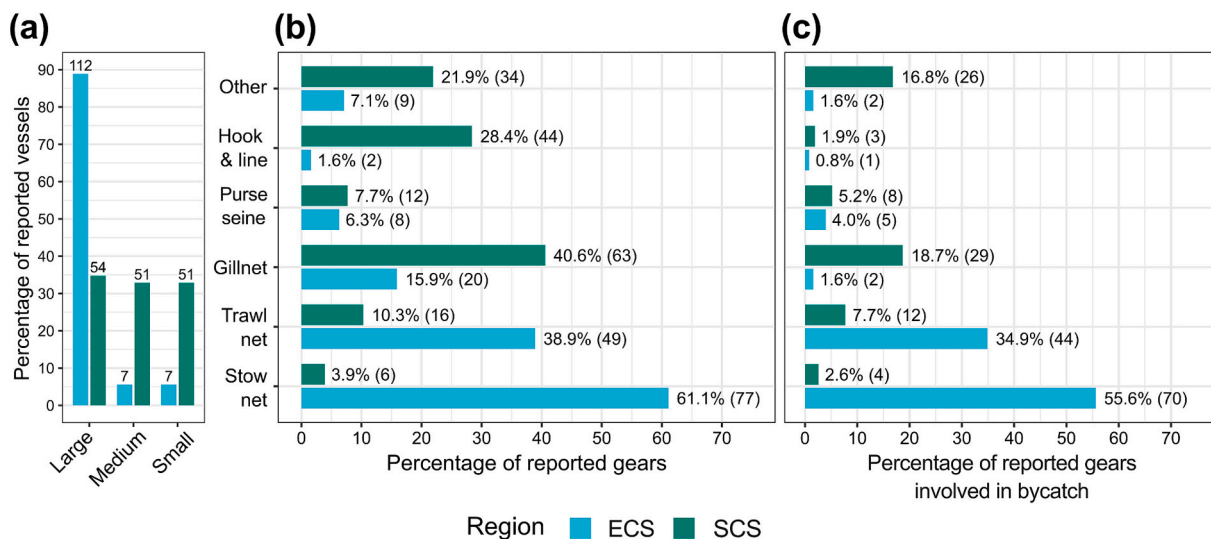 (a)
(b)
(c)
Percentage of reported vessels
90
80
70
60
50
40
30
20
10
0
112
54
7
51
7
51
Large
Medium
Small
Other
Hook
& line
Purse
seine
Gillnet
Trawl
net
Stow
net
21.9% (34)
7.1% (9)
28.4% (44)
1.6% (2)
7.7% (12)
6.3% (8)
40.6% (63)
15.9% (20)
10.3% (16)
38.9% (49)
3.9% (6)
61.1% (77)
0 10 20 30 40 50 60 70
Percentage of reported gears
16.8% (26)
1.6% (2)
1.9% (3)
0.8% (1)
5.2% (8)
4.0% (5)
18.7% (29)
1.6% (2)
7.7% (12)
34.9% (44)
2.6% (4)
55.6% (70)
0 10 20 30 40 50 60 70
Percentage of reported gears
involved in bycatch
Region ECS SCS